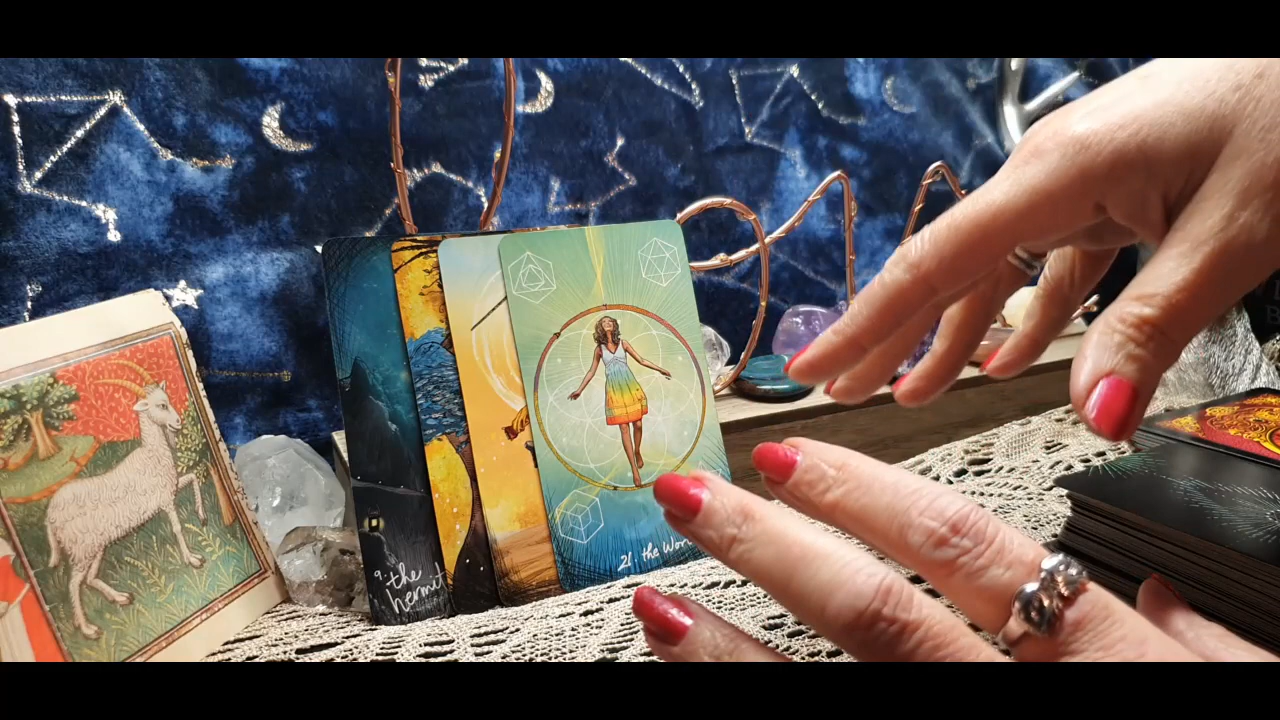 9. the
hermit
21. the World